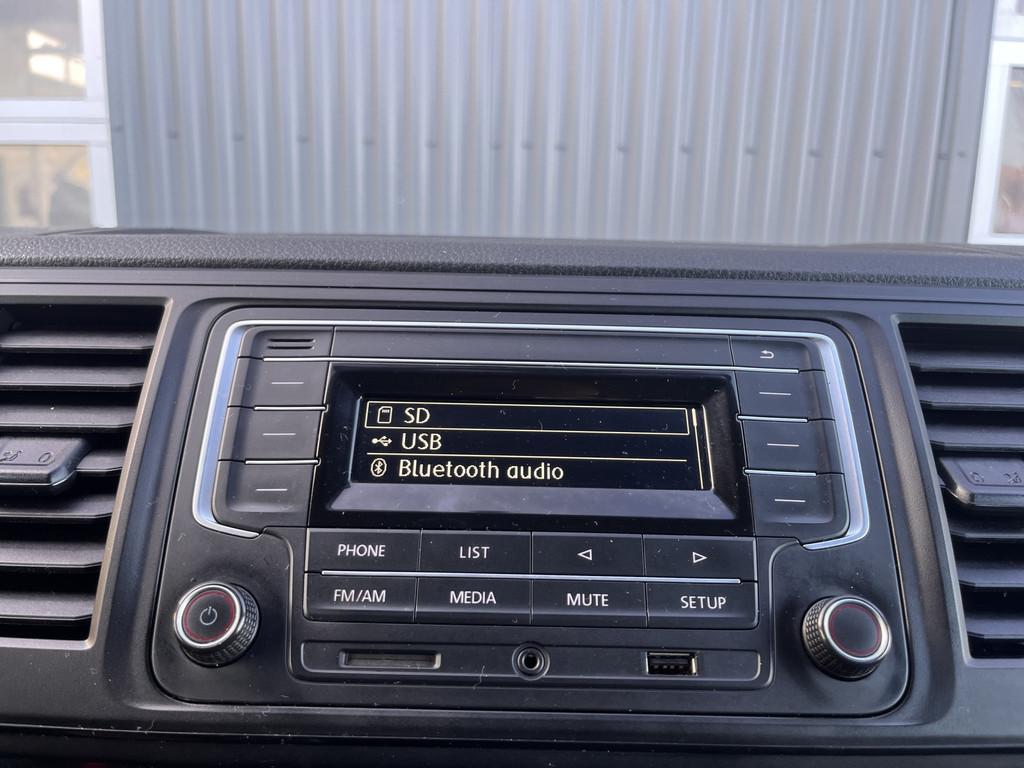 SD
USB
Bluetooth audio
PHONE LIST
FM/AM MEDIA MUTE SETUP